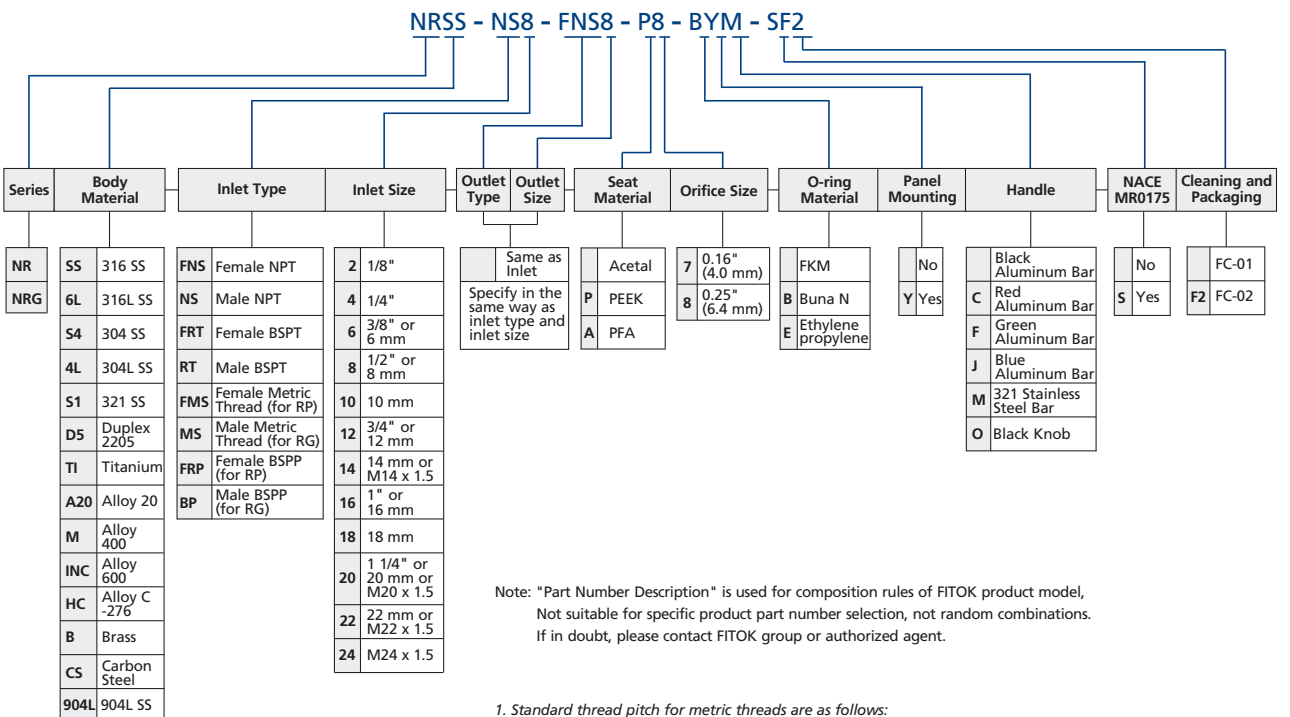 NRSS - NS8 - FNS8 - P8 - BYM - SF2
Series
Body
Material
Inlet Type
Inlet Size
Outlet
Type
Outlet
Size
Seat
Material
Orifice Size
O-ring
Material
Panel
Mounting
Handle
NACE
MR0175
Cleaning and
Packaging
NR
NRG
SS 316 SS
6L 316L SS
S4 304 SS
4L 304L SS
S1 321 SS
D5 Duplex
2205
TI Titanium
A20 Alloy 20
M Alloy
400
INC Alloy
600
HC Alloy C
-276
B Brass
CS Carbon
Steel
904L 904L SS
FNS Female NPT
NS Male NPT
FRT Female BSPT
RT Male BSPT
FMS Female Metric
Thread (for RP)
MS Male Metric
Thread (for RG)
FRP Female BSPP
(for RP)
BP Male BSPP
(for RG)
2 1/8"
4 1/4"
6 3/8" or
6 mm
8 1/2" or
8 mm
10 10 mm
12 3/4" or
12 mm
14 14 mm or
M14 x 1.5
16 1" or
16 mm
18 18 mm
20 1 1/4" or
20 mm or
M20 x 1.5
22 22 mm or
M22 x 1.5
24 M24 x 1.5
Same as
Inlet
Specify in the
same way as
inlet type and
inlet size
Acetal
P PEEK
A PFA
7 0.16"
(4.0 mm)
8 0.25"
(6.4 mm)
FKM
B Buna N
E Ethylene
propylene
No
Y Yes
Black
Aluminum Bar
C Red
Aluminum Bar
F Green
Aluminum Bar
J Blue
Aluminum Bar
M 321 Stainless
Steel Bar
O Black Knob
No
S Yes
FC-01
F2 FC-02
Note: "Part Number Description" is used for composition rules of FITOK product model,
Not suitable for specific product part number selection, not random combinations.
If in doubt, please contact FITOK group or authorized agent.
1. Standard thread pitch for metric threads are as follows: